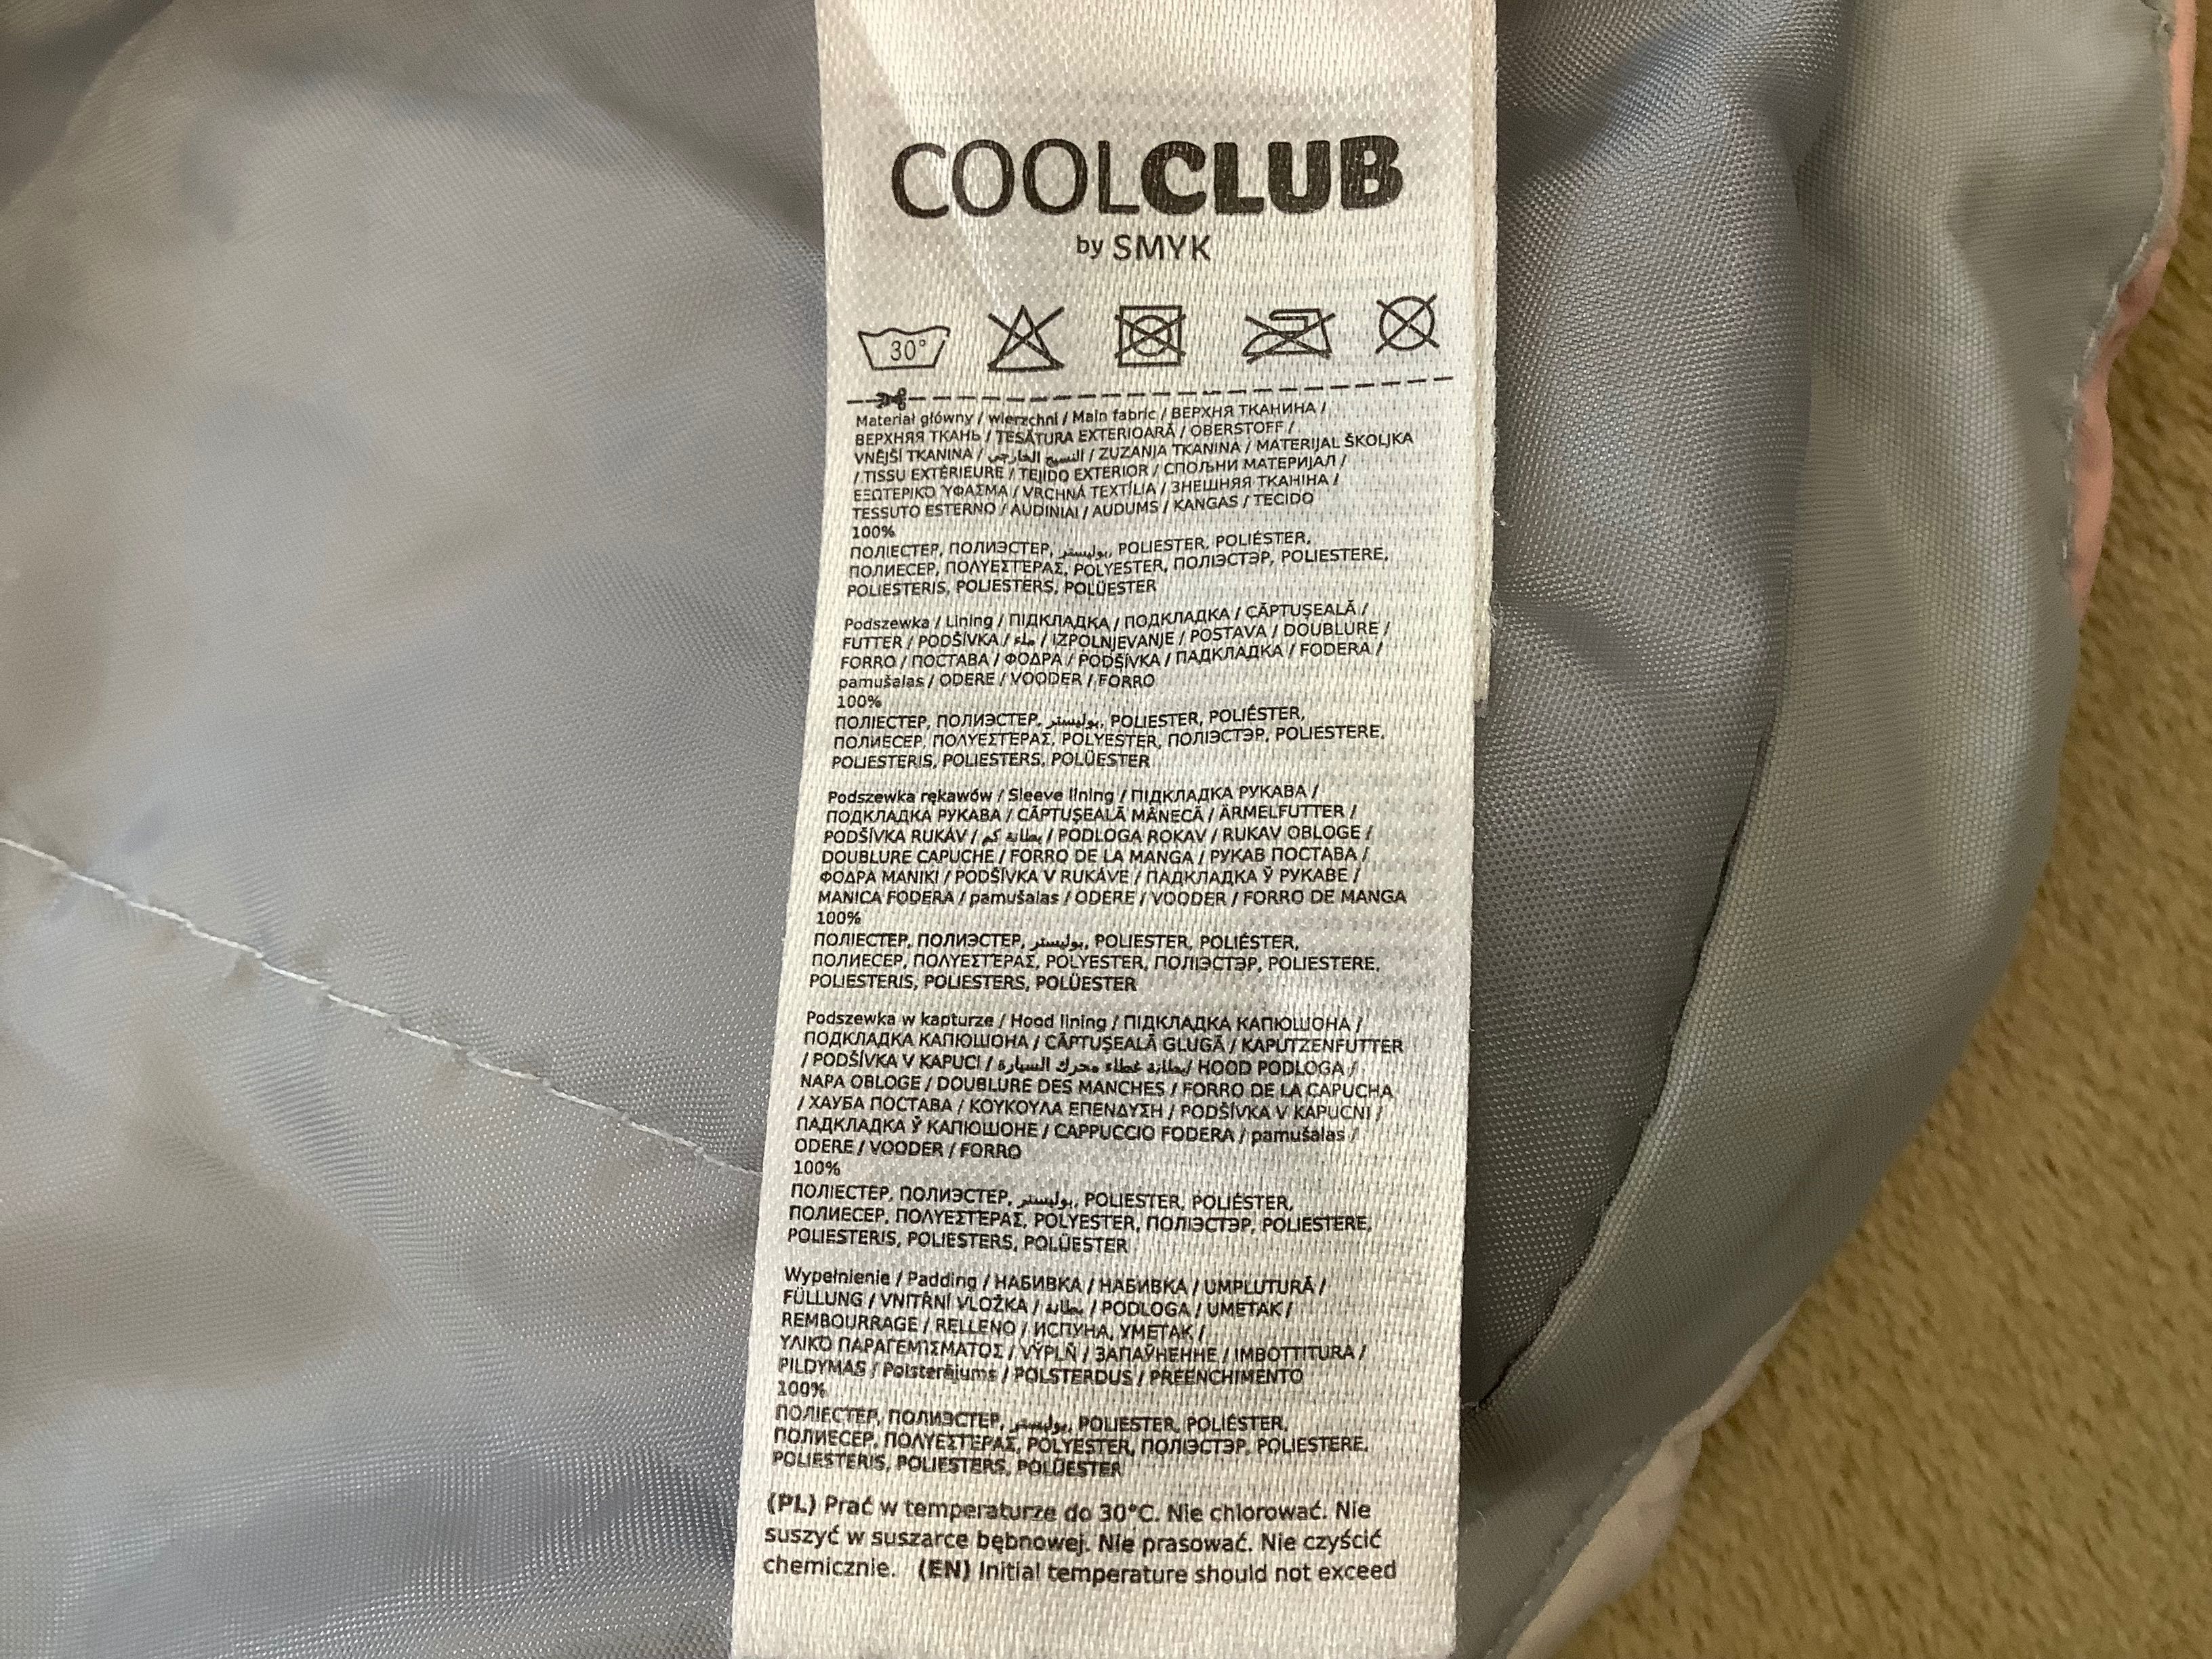 COOLCLUB
by SMYK
30°
Materiał główny / wierzchni / Main fabric / ВЕРХНЯ ТКАНИНА /
ВЕРХНЯЯ ТКАНЬ / ȚESĂTURA EXTERIOARĂ / OBERSTOFF /
VNĚJŠÍ TKANINA / النسيج الخارجي / ZUZANJA TKANINA / MATERIJAL ŠKOLJKA
/ TISSU EXTÉRIEURE / TEJIDO EXTERIOR / СПОЉНИ МАТЕРИЈАЛ /
ΕΞΩΤΕΡΙΚΌ ΎΦΑΣΜΑ / VRCHNÁ TEXTÍLIA / ЗНЕШНЯЯ ТКАНІНА /
TESSUTO ESTERNO / AUDINIAI / AUDUMS / KANGAS / TECIDO
100%
ПОЛІЕСТЕР, ПОЛИЭСТЕР, بوليستر, POLIESTER, POLIÉSTER,
ПОЛИЕСЕР, ΠΟΛΥΕΣΤΈΡΑΣ, POLYESTER, ПОЛІЭСТЭР, POLIESTERE,
POLIESTERIS, POLIESTERS, POLÜESTER
Podszewka / Lining / ПІДКЛАДКА / ПОДКЛАДКА / CĂPTUȘEALĂ /
FUTTER / PODŠÍVKA / ملء / IZPOLNJEVANJE / POSTAVA / DOUBLURE /
FORRO / ПОСТАВА / ΦΟΔΡΑ / PODŠÍVKA / ПАДКЛАДКА / FODERA /
pamušalas / ODERE / VOODER / FORRO
100%
ПОЛІЕСТЕР, ПОЛИЭСТЕР, بوليستر, POLIESTER, POLIÉSTER,
ПОЛИЕСЕР, ΠΟΛΥΕΣΤΈΡΑΣ, POLYESTER, ПОЛІЭСТЭР, POLIESTERE,
POLIESTERIS, POLIESTERS, POLÜESTER
Podszewka rękawów / Sleeve lining / ПІДКЛАДКА РУКАВА /
ПОДКЛАДКА РУКАВА / CĂPTUȘEALĂ MÂNECĂ / ÄRMELFUTTER /
PODŠÍVKA RUKÁV / بطانة كم / PODLOGA ROKAV / RUKAV OBLOGE /
DOUBLURE CAPUCHE / FORRO DE LA MANGA / РУКАВ ПОСТАВА /
ΦΟΔΡΑ ΜΑΝΙΚΙ / PODŠÍVKA V RUKÁVE / ПАДКЛАДКА Ў РУКАВЕ /
MANICA FODERA / pamušalas / ODERE / VOODER / FORRO DE MANGA
100%
ПОЛІЕСТЕР, ПОЛИЭСТЕР, بوليستر, POLIESTER, POLIÉSTER,
ПОЛИЕСЕР, ΠΟΛΥΕΣΤΈΡΑΣ, POLYESTER, ПОЛІЭСТЭР, POLIESTERE,
POLIESTERIS, POLIESTERS, POLÜESTER
Podszewka w kapturze / Hood lining / ПІДКЛАДКА КАПЮШОНА /
ПОДКЛАДКА КАПЮШОНА / CĂPTUȘEALĂ GLUGĂ / KAPUTZENFUTTER
/ PODŠÍVKA V KAPUCI / بطانة غطاء محرك السيارة/ HOOD PODLOGA /
NAPA OBLOGE / DOUBLURE DES MANCHES / FORRO DE LA CAPUCHA
/ ХАУБА ПОСТАВА / ΚΟΥΚΟΥΛΑ ΕΠΕΝΔΥΣΗ / PODŠÍVKA V KAPUCNI /
ПАДКЛАДКА Ў КАПЮШОНЕ / CAPPUCCIO FODERA / pamušalas /
ODERE / VOODER / FORRO
100%
ПОЛІЕСТЕР, ПОЛИЭСТЕР, بوليستر, POLIESTER, POLIÉSTER,
ПОЛИЕСЕР, ΠΟΛΥΕΣΤΈΡΑΣ, POLYESTER, ПОЛІЭСТЭР, POLIESTERE,
POLIESTERIS, POLIESTERS, POLÜESTER
Wypełnienie / Padding / НАБИВКА / НАБИВКА / UMPLUTURĂ /
FÜLLUNG / VNITŘNÍ VLOŽKA / بطانة / PODLOGA / UMETAK /
REMBOURRAGE / RELLENO / ИСПУНА, УМЕТАК /
ΥΛΙΚΌ ΠΑΡΑΓΕΜΊΣΜΑΤΟΣ / VÝPLŇ / ЗАПАЎНЕННЕ / IMBOTTITURA /
PILDYMAS / Polsterējums / POLSTERDUS / PREENCHIMENTO
100%
ПОЛІЕСТЕР, ПОЛИЭСТЕР, بوليستر, POLIESTER, POLIÉSTER,
ПОЛИЕСЕР, ΠΟΛΥΕΣΤΈΡΑΣ, POLYESTER, ПОЛІЭСТЭР, POLIESTERE,
POLIESTERIS, POLIESTERS, POLÜESTER
(PL) Prać w temperaturze do 30°C. Nie chlorować. Nie
suszyć w suszarce bębnowej. Nie prasować. Nie czyścić
chemicznie. (EN) Initial temperature should not exceed